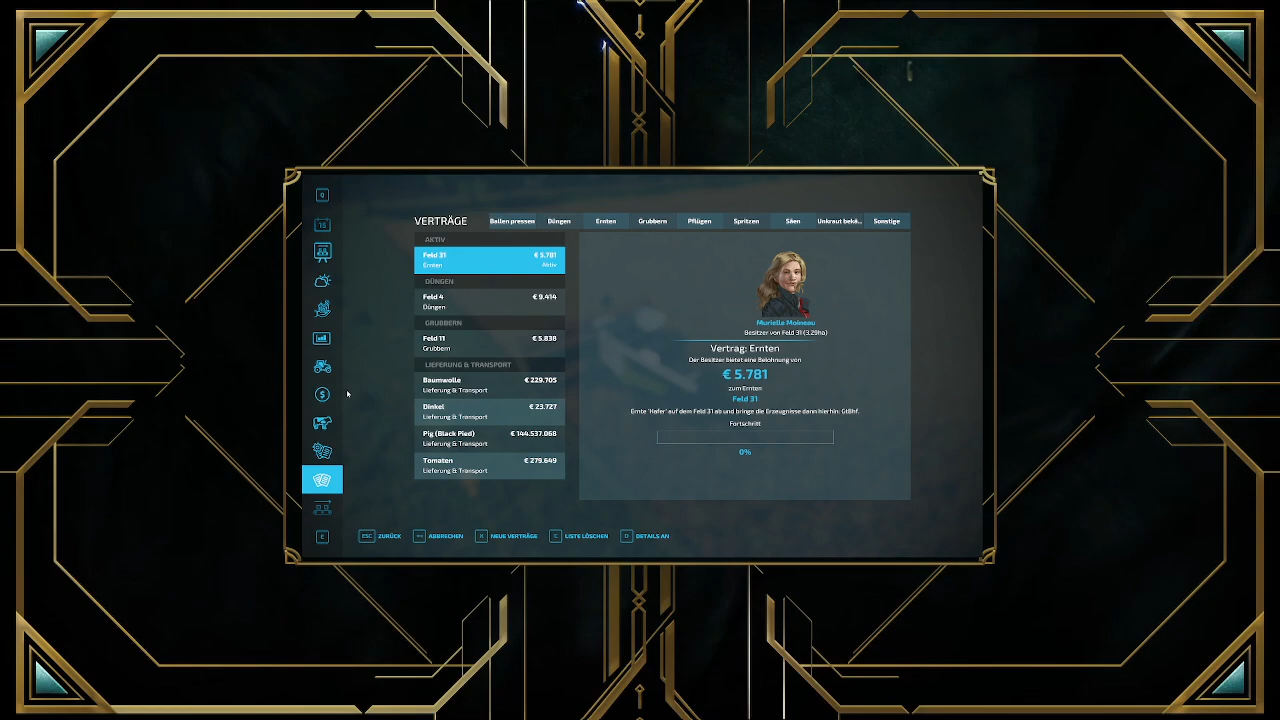 Q
15
VERTRÄGE
Ballen pressen
Düngen
Ernten
Grubbern
Pflügen
Spritzen
Säen
Unkraut bekä...
Sonstige
AKTIV
Feld 31 € 5.781
Ernten Aktiv
DÜNGEN
Feld 4 € 9.414
Düngen
GRUBBERN
Feld 11 € 5.838
Grubbern
LIEFERUNG & TRANSPORT
Baumwolle € 229.705
Lieferung & Transport
Dinkel € 23.727
Lieferung & Transport
Pig (Black Pied) € 144.537.068
Lieferung & Transport
Tomaten € 279.649
Lieferung & Transport
Murielle Moineau
Besitzer von Feld 31 (3.29ha)
Vertrag: Ernten
Der Besitzer bietet eine Belohnung von
€ 5.781
zum Ernten
Feld 31
Ernte 'Hafer' auf dem Feld 31 ab und bringe die Erzeugnisse dann hierhin: Gtßhf.
Fortschritt
0%
E
ESC ZURÜCK
ABBRECHEN
X NEUE VERTRÄGE
C LISTE LÖSCHEN
D DETAILS AN